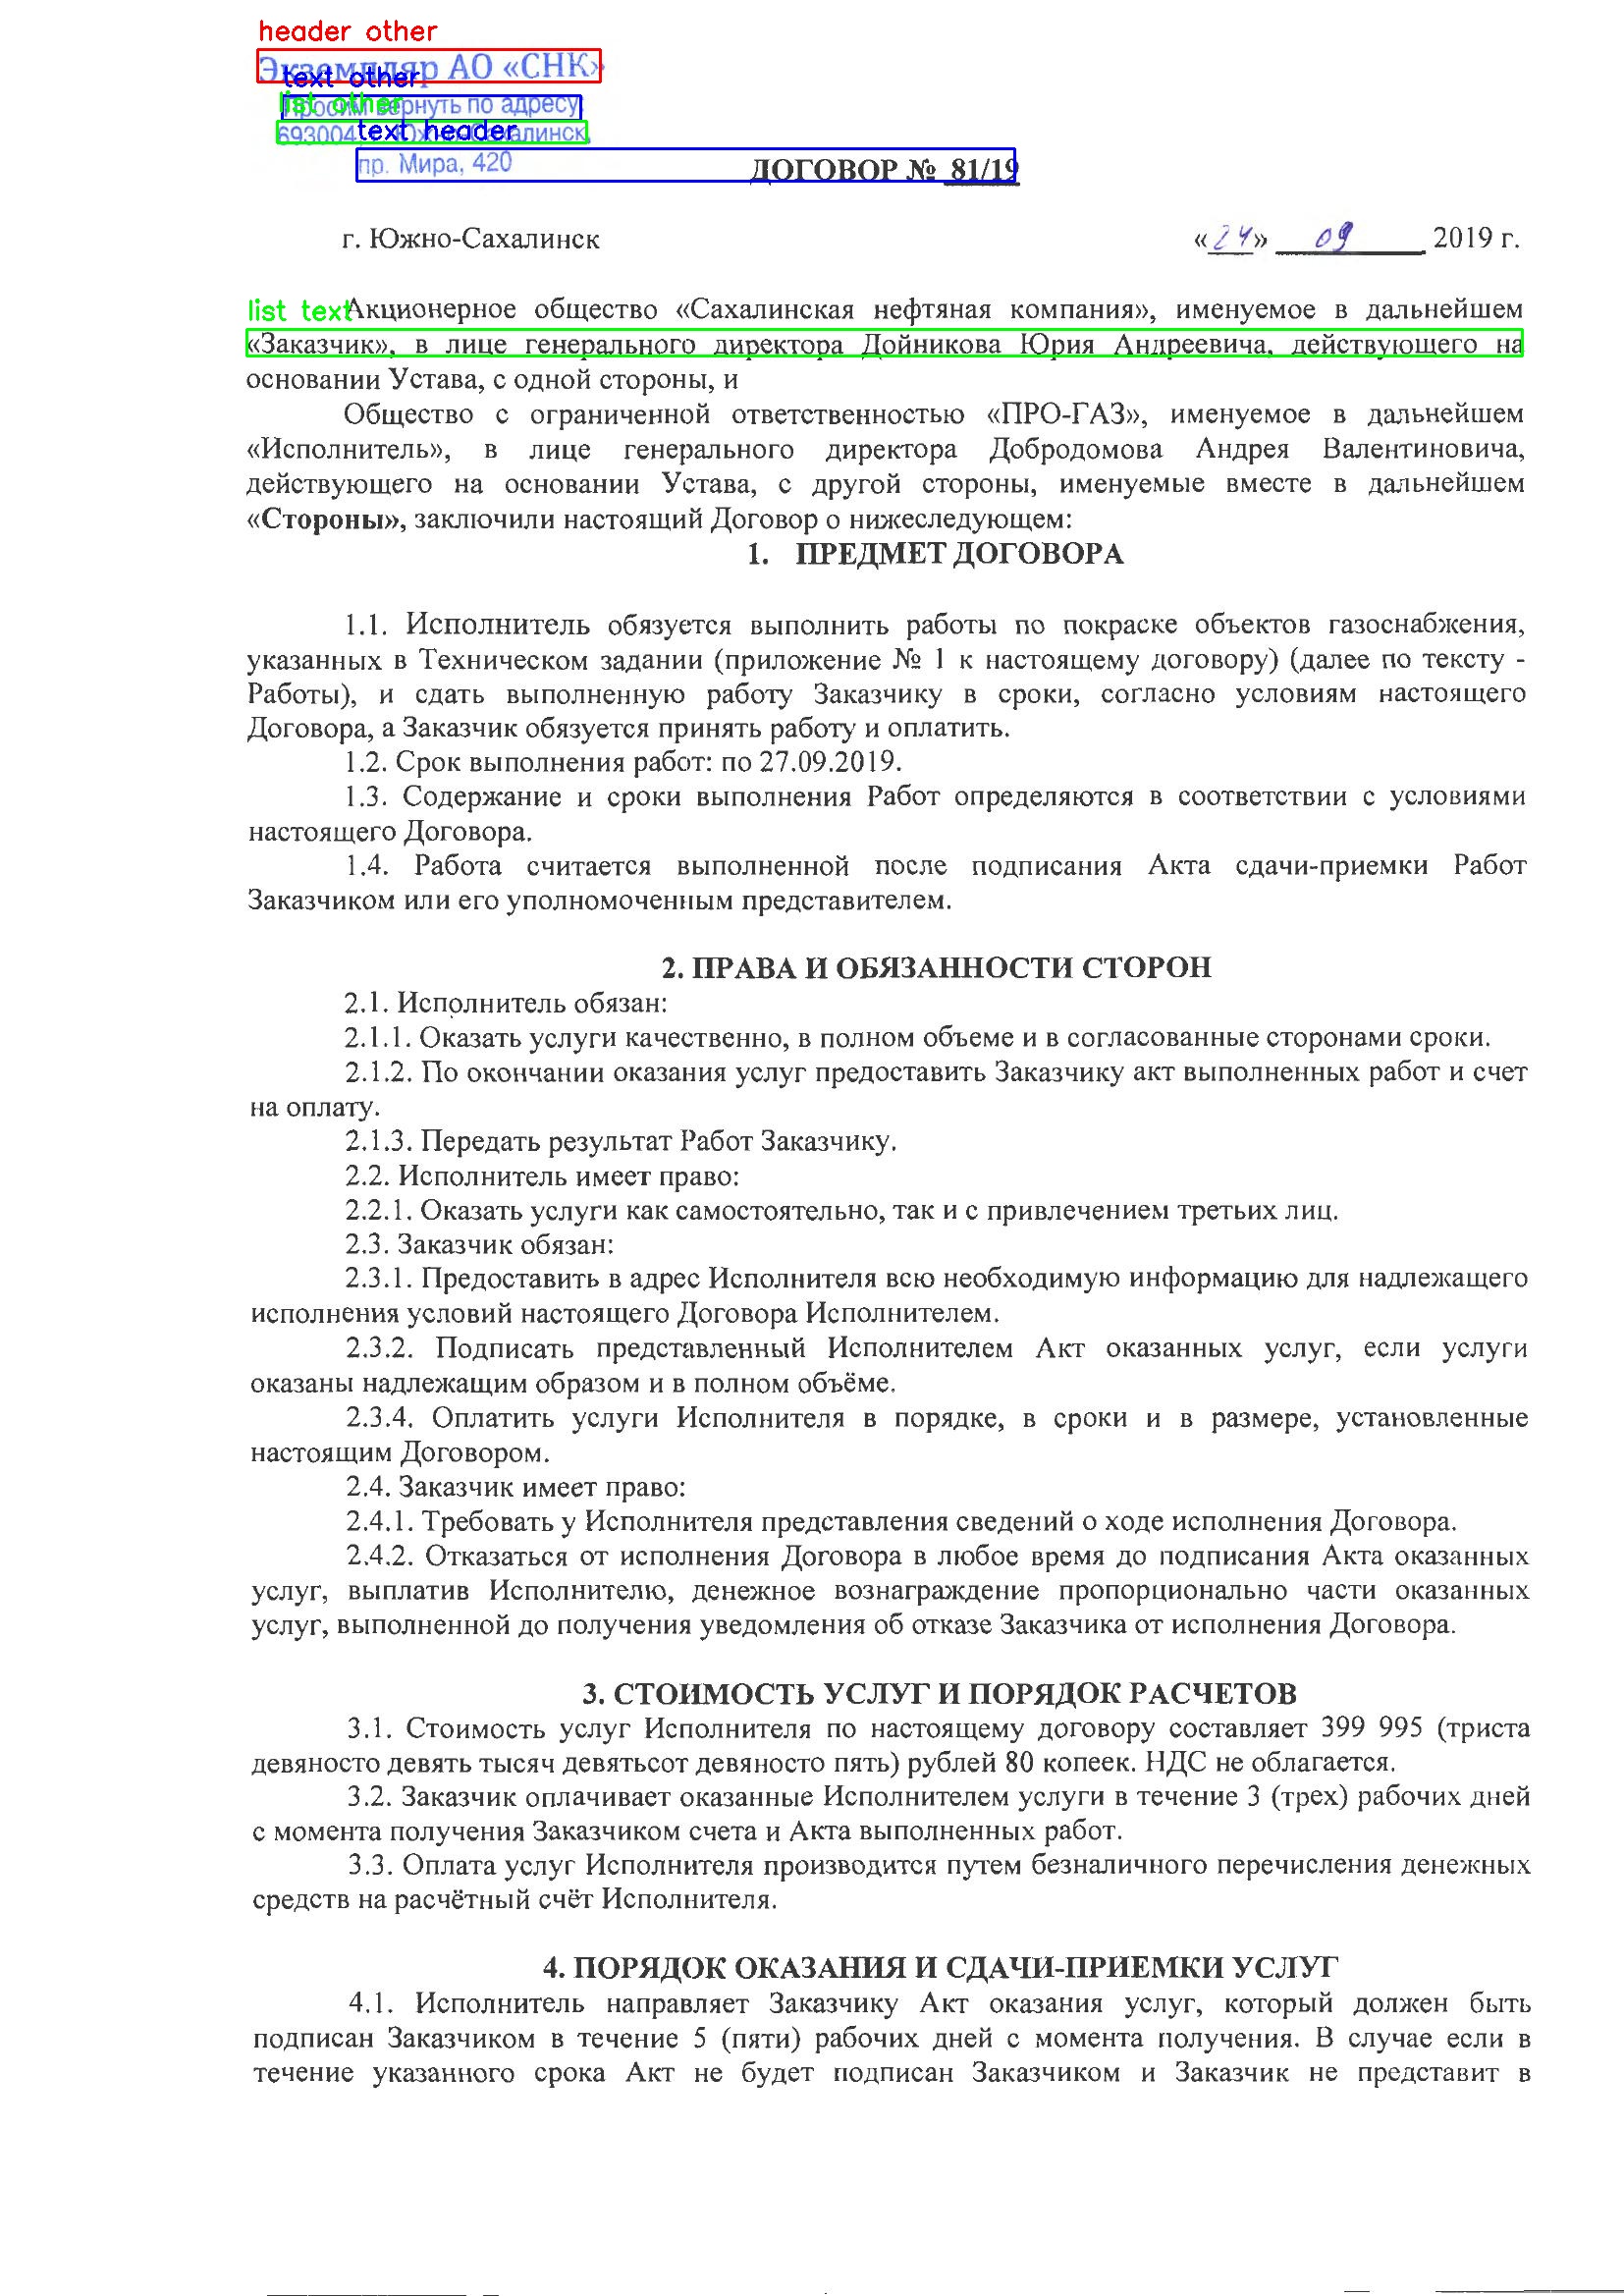 header other
Экземпляр АО «СНК»
text other
Просим вернуть по адресу
list other
693004
text header
пр. Мира, 420
ДОГОВОР № 81/19
г. Южно-Сахалинск «24» 09 2019 г.
list text
Акционерное общество «Сахалинская нефтяная компания», именуемое в дальнейшем
«Заказчик», в лице генерального директора Дойникова Юрия Андреевича, действующего на
основании Устава, с одной стороны, и
Общество с ограниченной ответственностью «ПРО-ГАЗ», именуемое в дальнейшем
«Исполнитель», в лице генерального директора Добродомова Андрея Валентиновича,
действующего на основании Устава, с другой стороны, именуемые вместе в дальнейшем
«Стороны», заключили настоящий Договор о нижеследующем:
1. ПРЕДМЕТ ДОГОВОРА
1.1. Исполнитель обязуется выполнить работы по покраске объектов газоснабжения,
указанных в Техническом задании (приложение № 1 к настоящему договору) (далее по тексту -
Работы), и сдать выполненную работу Заказчику в сроки, согласно условиям настоящего
Договора, а Заказчик обязуется принять работу и оплатить.
1.2. Срок выполнения работ: по 27.09.2019.
1.3. Содержание и сроки выполнения Работ определяются в соответствии с условиями
настоящего Договора.
1.4. Работа считается выполненной после подписания Акта сдачи-приемки Работ
Заказчиком или его уполномоченным представителем.
2. ПРАВА И ОБЯЗАННОСТИ СТОРОН
2.1. Исполнитель обязан:
2.1.1. Оказать услуги качественно, в полном объеме и в согласованные сторонами сроки.
2.1.2. По окончании оказания услуг предоставить Заказчику акт выполненных работ и счет
на оплату.
2.1.3. Передать результат Работ Заказчику.
2.2. Исполнитель имеет право:
2.2.1. Оказать услуги как самостоятельно, так и с привлечением третьих лиц.
2.3. Заказчик обязан:
2.3.1. Предоставить в адрес Исполнителя всю необходимую информацию для надлежащего
исполнения условий настоящего Договора Исполнителем.
2.3.2. Подписать представленный Исполнителем Акт оказанных услуг, если услуги
оказаны надлежащим образом и в полном объёме.
2.3.4. Оплатить услуги Исполнителя в порядке, в сроки и в размере, установленные
настоящим Договором.
2.4. Заказчик имеет право:
2.4.1. Требовать у Исполнителя представления сведений о ходе исполнения Договора.
2.4.2. Отказаться от исполнения Договора в любое время до подписания Акта оказанных
услуг, выплатив Исполнителю, денежное вознаграждение пропорционально части оказанных
услуг, выполненной до получения уведомления об отказе Заказчика от исполнения Договора.
3. СТОИМОСТЬ УСЛУГ И ПОРЯДОК РАСЧЕТОВ
3.1. Стоимость услуг Исполнителя по настоящему договору составляет 399 995 (триста
девяносто девять тысяч девятьсот девяносто пять) рублей 80 копеек. НДС не облагается.
3.2. Заказчик оплачивает оказанные Исполнителем услуги в течение 3 (трех) рабочих дней
с момента получения Заказчиком счета и Акта выполненных работ.
3.3. Оплата услуг Исполнителя производится путем безналичного перечисления денежных
средств на расчётный счёт Исполнителя.
4. ПОРЯДОК ОКАЗАНИЯ И СДАЧИ-ПРИЕМКИ УСЛУГ
4.1. Исполнитель направляет Заказчику Акт оказания услуг, который должен быть
подписан Заказчиком в течение 5 (пяти) рабочих дней с момента получения. В случае если в
течение указанного срока Акт не будет подписан Заказчиком и Заказчик не представит в